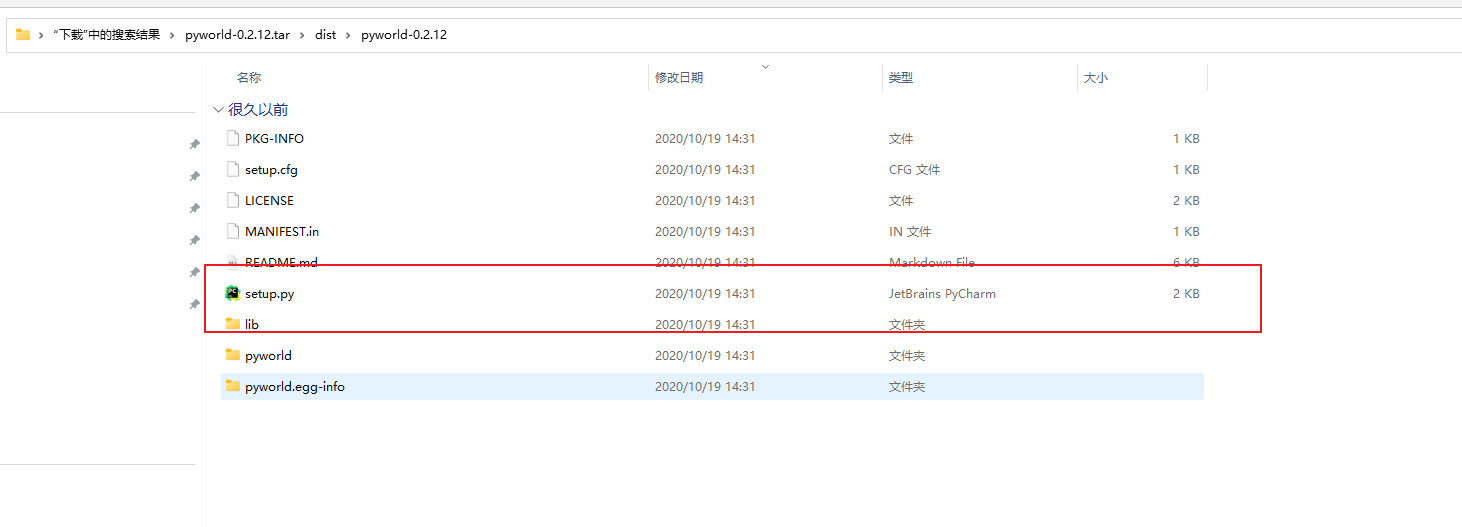 “下载”中的搜索结果 › pyworld-0.2.12.tar › dist › pyworld-0.2.12
名称 修改日期 类型 大小
很久以前
PKG-INFO 2020/10/19 14:31 文件 1 KB
setup.cfg 2020/10/19 14:31 CFG 文件 1 KB
LICENSE 2020/10/19 14:31 文件 2 KB
MANIFEST.in 2020/10/19 14:31 IN 文件 1 KB
README.md 2020/10/19 14:31 Markdown File 6 KB
setup.py 2020/10/19 14:31 JetBrains PyCharm 2 KB
lib 2020/10/19 14:31 文件夹
pyworld 2020/10/19 14:31 文件夹
pyworld.egg-info 2020/10/19 14:31 文件夹